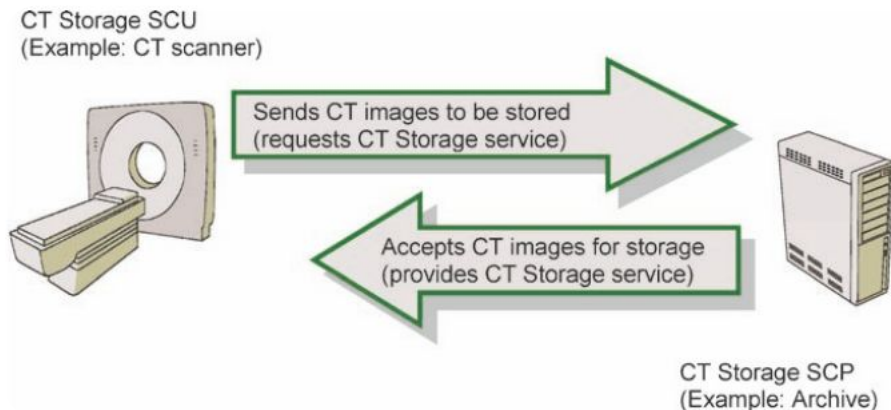 CT Storage SCU
(Example: CT scanner)
Sends CT images to be stored
(requests CT Storage service)
Accepts CT images for storage
(provides CT Storage service)
CT Storage SCP
(Example: Archive)